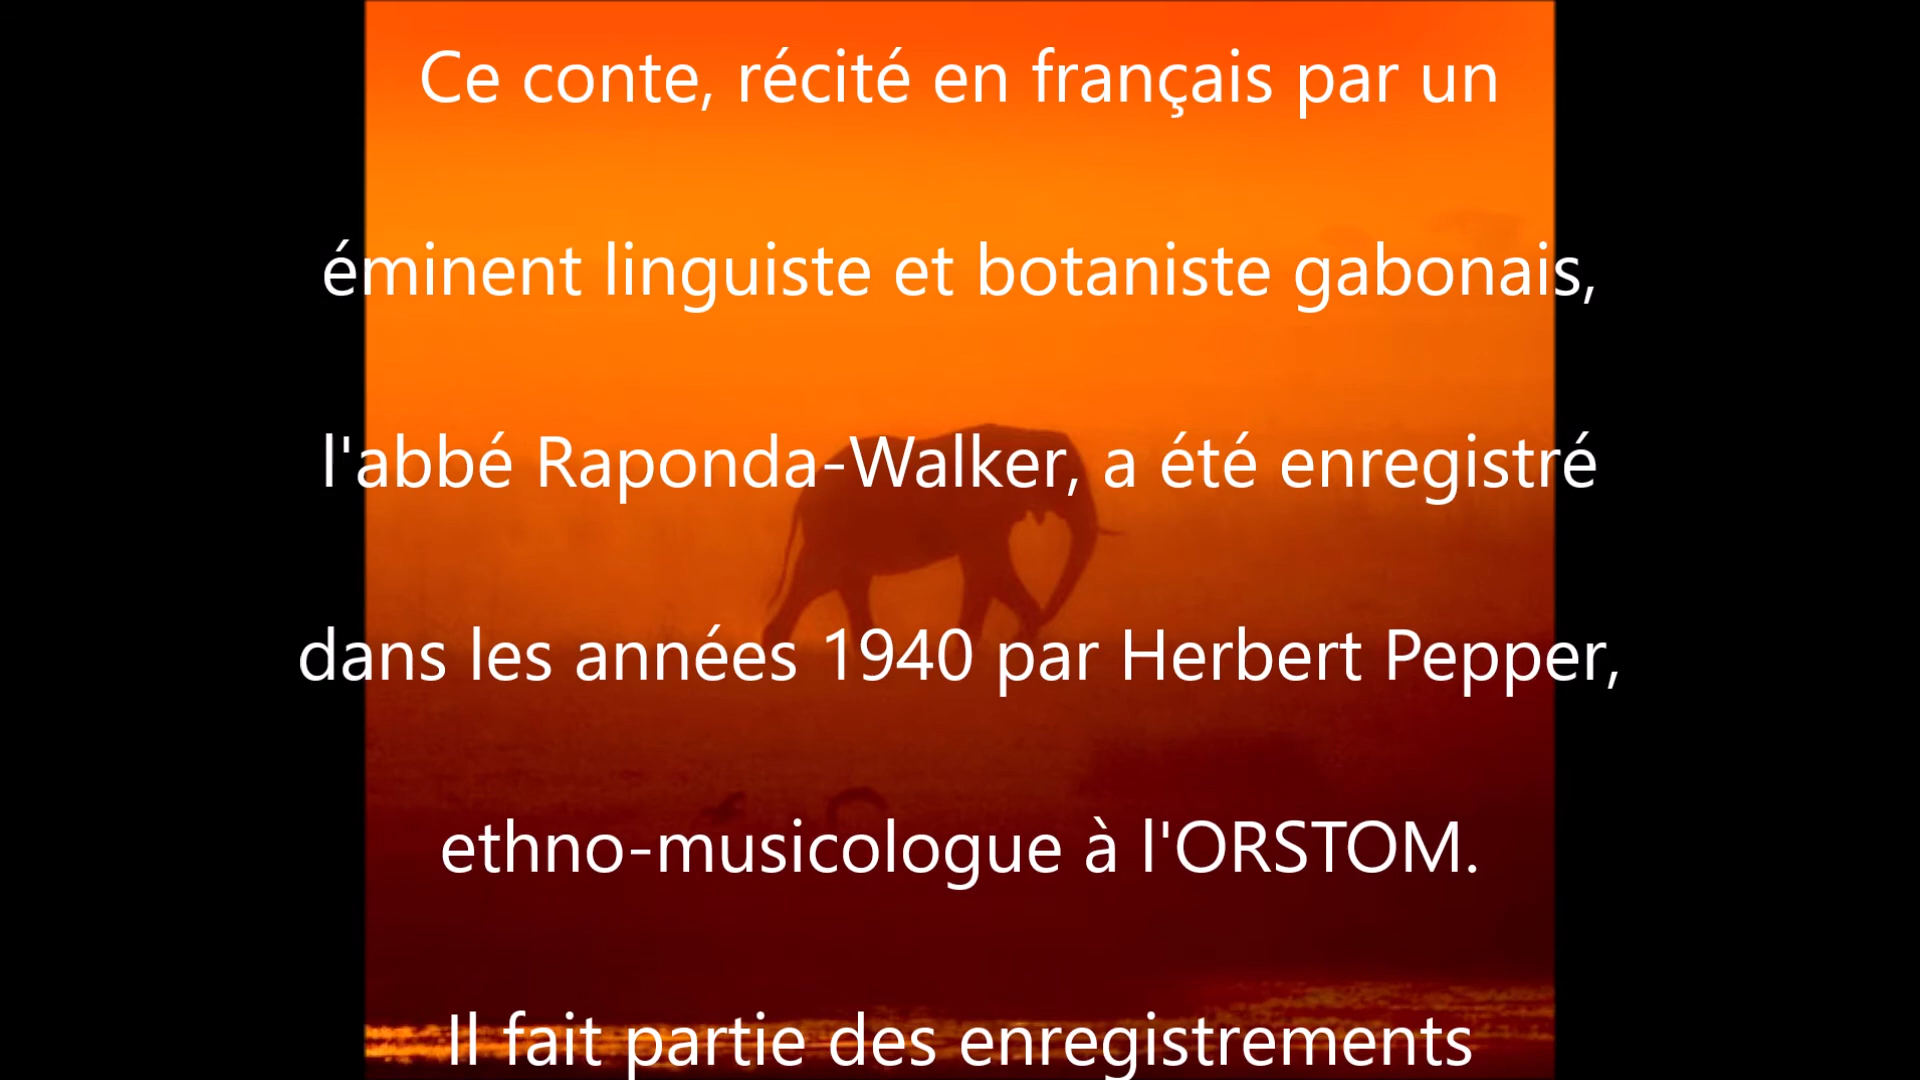 Ce conte, récité en français par un
éminent linguiste et botaniste gabonais,
l'abbé Raponda-Walker, a été enregistré
dans les années 1940 par Herbert Pepper,
ethno-musicologue à l'ORSTOM.
Il fait partie des enregistrements